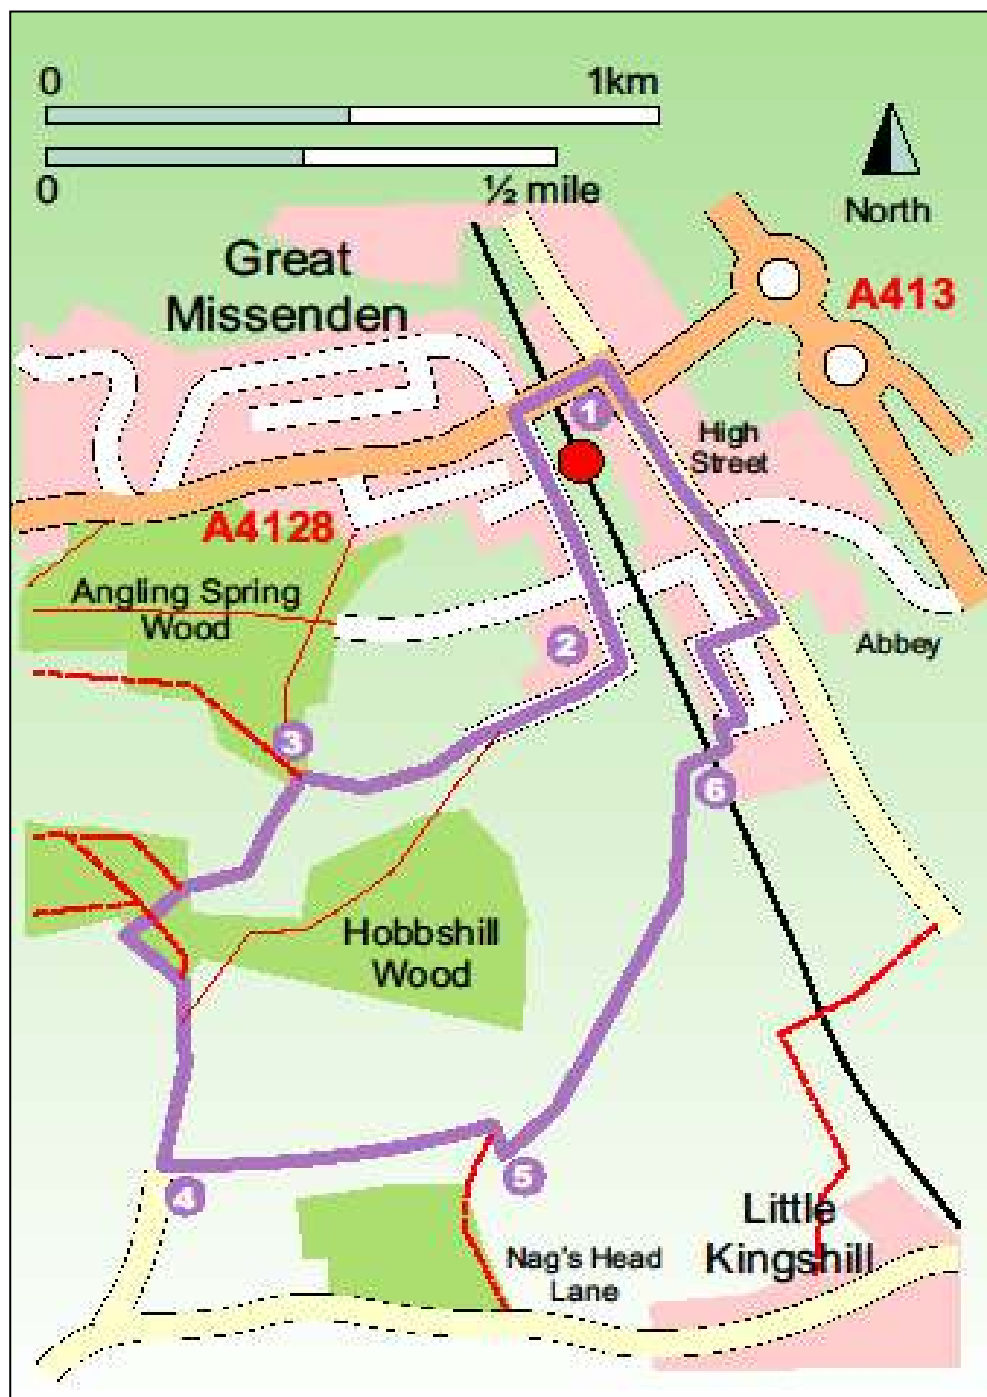 0 1km
0 ½ mile
North
Great
Missenden
A413
1
High
Street
A4128
Angling Spring
Wood
2
Abbey
3
6
Hobbshill
Wood
4
5
Little
Kingshill
Nag's Head
Lane